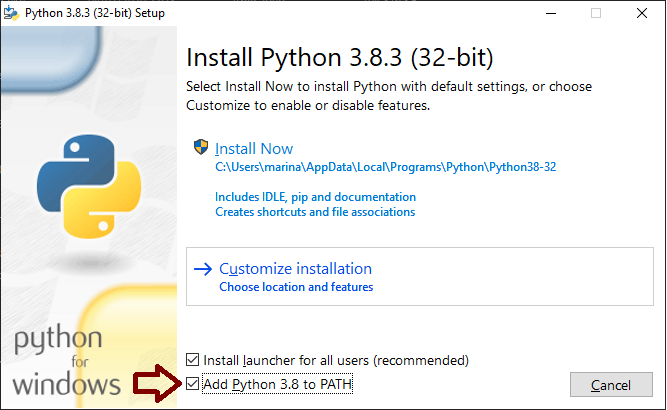 Python 3.8.3 (32-bit) Setup
Install Python 3.8.3 (32-bit)
Select Install Now to install Python with default settings, or choose
Customize to enable or disable features.
Install Now
C:\Users\marina\AppData\Local\Programs\Python\Python38-32
Includes IDLE, pip and documentation
Creates shortcuts and file associations
Customize installation
Choose location and features
python
for
windows
Install launcher for all users (recommended)
Add Python 3.8 to PATH
Cancel